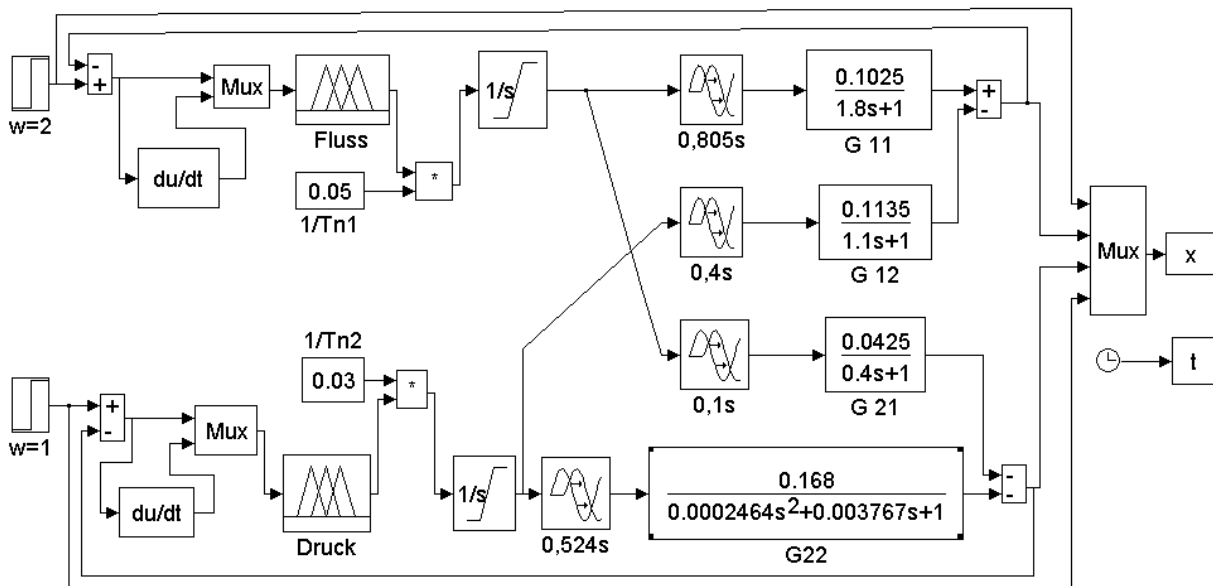 w=2
-
+
Mux
du/dt
Fluss
0.05
1/Tn1
*
1/s
0,805s
0.1025
1.8s+1
G 11
+
-
0,4s
0.1135
1.1s+1
G 12
Mux
x
t
0,1s
0.0425
0.4s+1
G 21
w=1
+
-
Mux
du/dt
Druck
1/Tn2
0.03
*
1/s
0,524s
0.168
0.0002464s²+0.003767s+1
G22
-
-